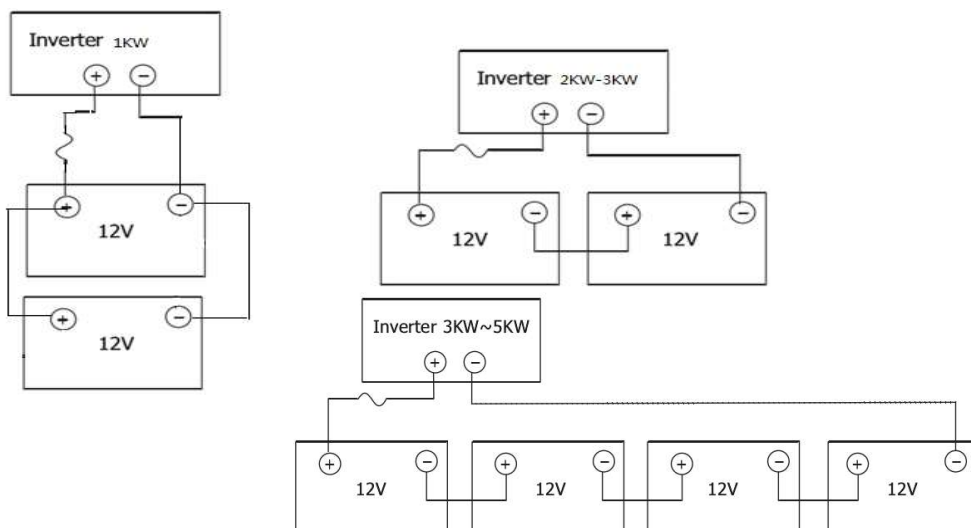 Inverter 1KW
+ −
+ −
12V
+ −
12V
Inverter 2KW-3KW
+ −
+ − + −
12V 12V
Inverter 3KW~5KW
+ −
+ − + − + − + −
12V 12V 12V 12V